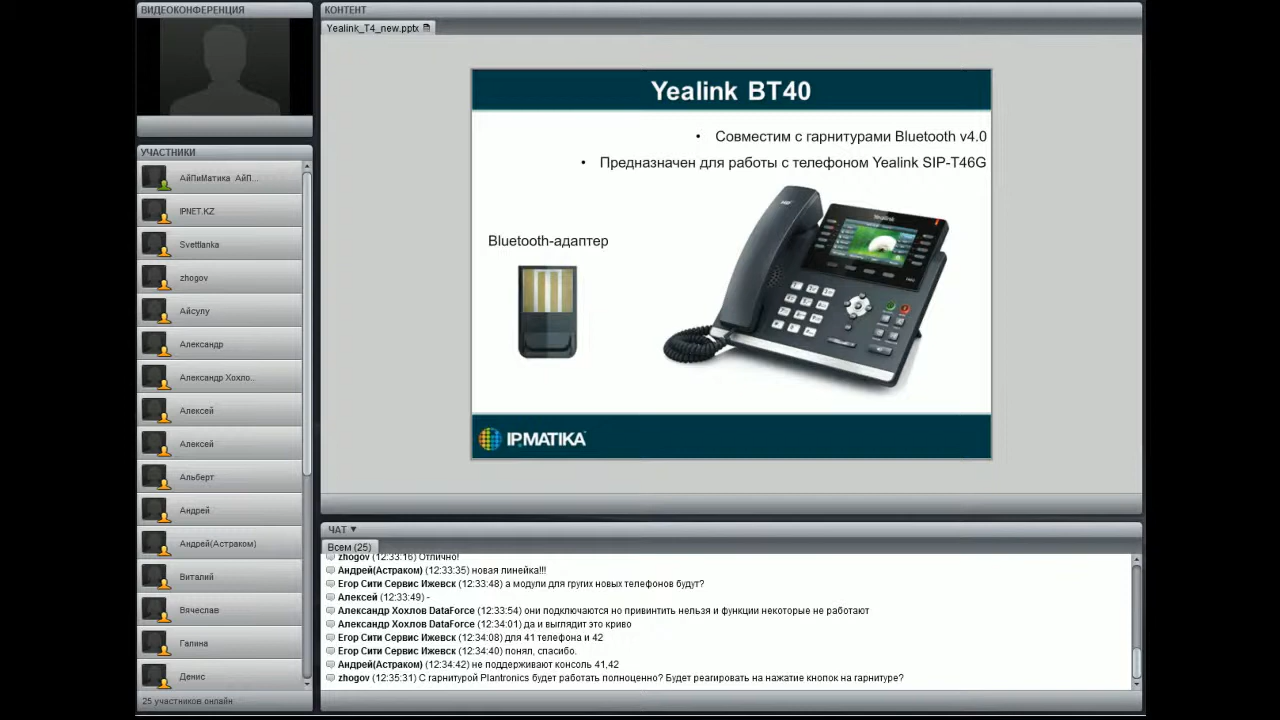 ВИДЕОКОНФЕРЕНЦИЯ
УЧАСТНИКИ
АйПиМатика АйП...
IPNET.KZ
Svettlanka
zhogov
Айсулу
Александр
Александр Хохло...
Алексей
Алексей
Альберт
Андрей
Андрей(Астраком)
Виталий
Вячеслав
Галина
Денис
25 участников онлайн
КОНТЕНТ
Yealink_T4_new.pptx
Yealink BT40
• Совместим с гарнитурами Bluetooth v4.0
• Предназначен для работы с телефоном Yealink SIP-T46G
Bluetooth-адаптер
Yealink
IPMATIKA
ЧАТ
Всем (25)
zhogov (12:33:16) Отлично!
Андрей(Астраком) (12:33:35) новая линейка!!!
Егор Сити Сервис Ижевск (12:33:48) а модули для гругих новых телефонов будут?
Алексей (12:33:49) -
Александр Хохлов DataForce (12:33:54) они подключаются но привинтить нельзя и функции некоторые не работают
Александр Хохлов DataForce (12:34:01) да и выглядит это криво
Егор Сити Сервис Ижевск (12:34:08) для 41 телефона и 42
Егор Сити Сервис Ижевск (12:34:40) понял, спасибо.
Андрей(Астраком) (12:34:42) не поддерживают консоль 41,42
zhogov (12:35:31) С гарнитурой Plantronics будет работать полноценно? Будет реагировать на нажатие кнопок на гарнитуре?